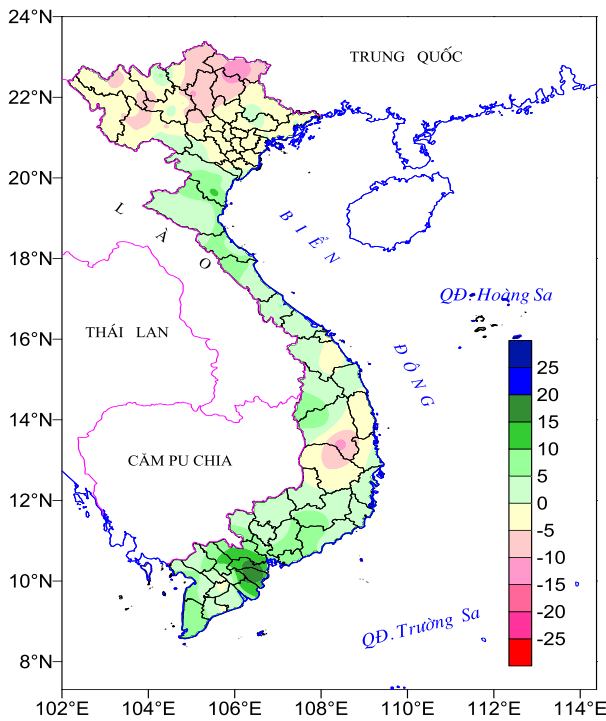 24°N
TRUNG QUỐC
22°N
20°N
L À O
BIỂN
18°N
QĐ. Hoàng Sa
THÁI LAN
16°N
ĐÔNG
25
20
15
10
5
0
-5
-10
-15
-20
-25
14°N
CĂM PU CHIA
12°N
10°N
QĐ. Trường Sa
8°N
102°E 104°E 106°E 108°E 110°E 112°E 114°E